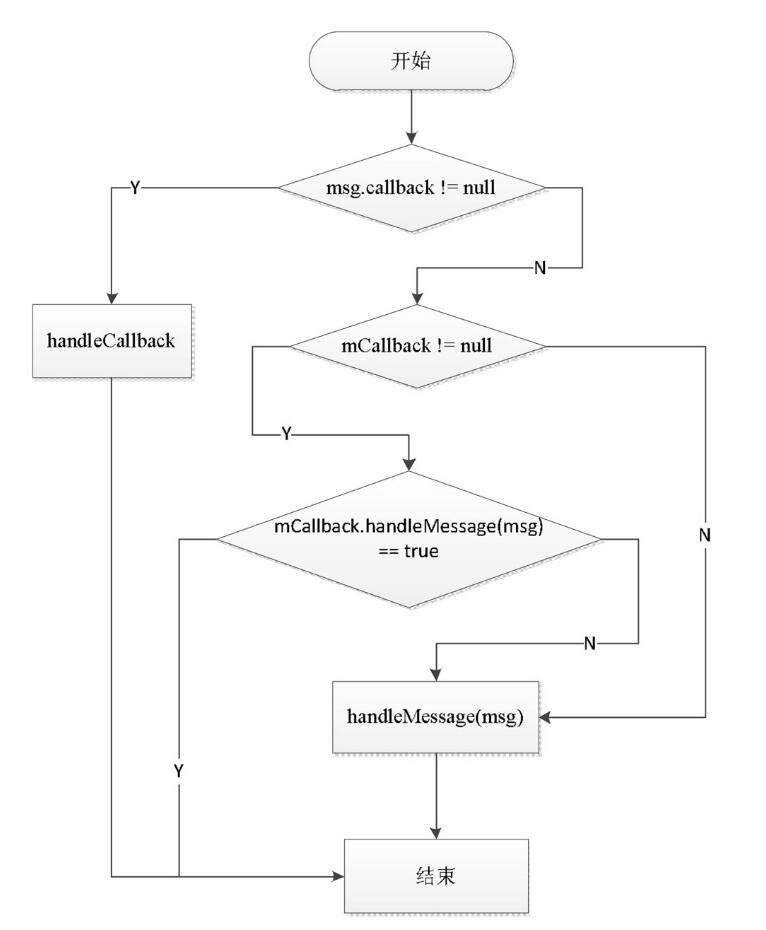 开始
msg.callback != null
Y
N
handleCallback
mCallback != null
Y
N
mCallback.handleMessage(msg)
== true
N
handleMessage(msg)
Y
结束